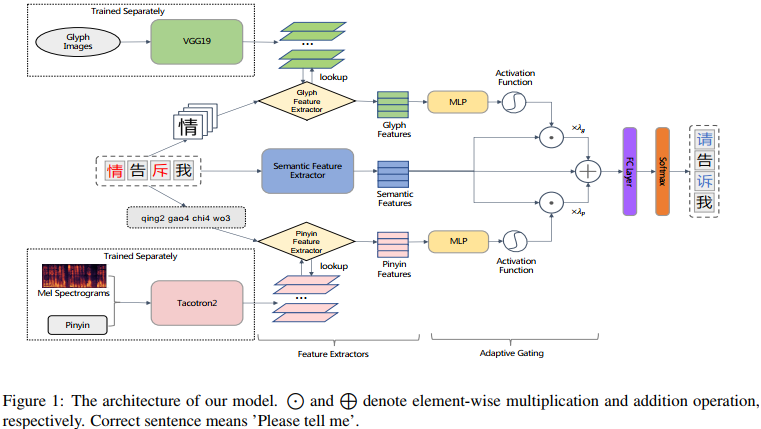 Trained Separately
Glyph
Images
VGG19
...
lookup
Glyph
Feature
Extractor
情
Glyph
Features
MLP
Activation
Function
×λg
情 告 斥 我
Semantic Feature
Extractor
Semantic
Features
FC layer
Softmax
请
告
诉
我
qing2 gao4 chi4 wo3
Pinyin
Feature
Extractor
lookup
Pinyin
Features
MLP
Activation
Function
×λp
Trained Separately
Mel Spectrograms
Pinyin
Tacotron2
...
Feature Extractors
Adaptive Gating
Figure 1: The architecture of our model. ⊙ and ⊕ denote element-wise multiplication and addition operation,
respectively. Correct sentence means ’Please tell me’.